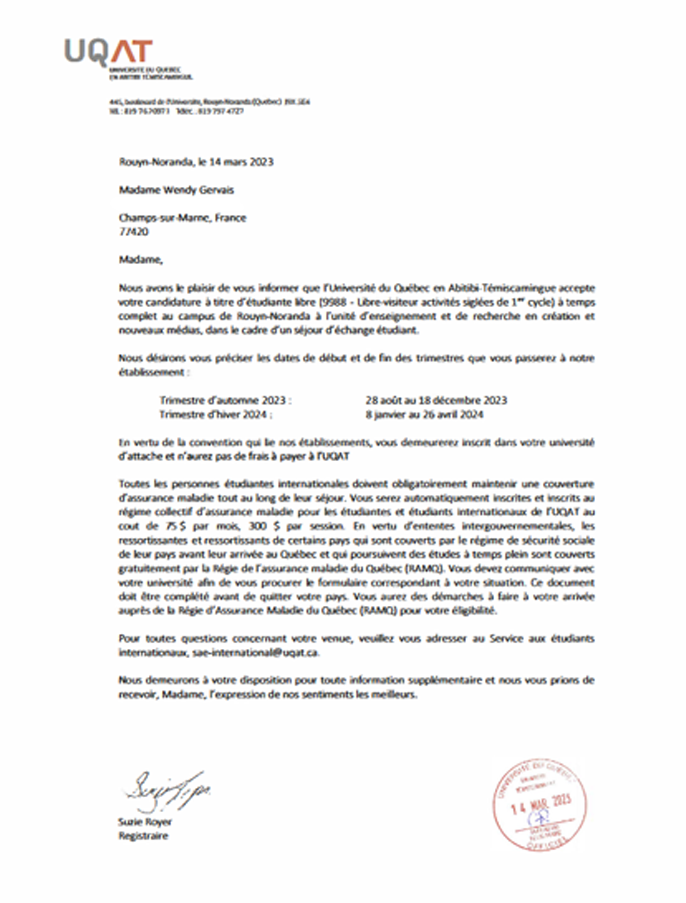 UQAT
UNIVERSITÉ DU QUÉBEC
EN ABITIBI-TÉMISCAMINGUE
445, boulevard de l'Université, Rouyn-Noranda (Québec) J9X 5E4
Rouyn-Noranda, le 14 mars 2023
Madame Wendy Gervais
Champs-sur-Marne, France
77420
Madame,
Nous avons le plaisir de vous informer que l'Université du Québec en Abitibi-Témiscamingue accepte
votre candidature à titre d'étudiante libre (9988 - Libre-visiteur activités siglées de 1er cycle) à temps
complet au campus de Rouyn-Noranda à l'unité d'enseignement et de recherche en création et
nouveaux médias, dans le cadre d'un séjour d'échange étudiant.
Nous désirons vous préciser les dates de début et de fin des trimestres que vous passerez à notre
établissement :
Trimestre d'automne 2023 : 28 août au 18 décembre 2023
Trimestre d'hiver 2024 : 8 janvier au 26 avril 2024
En vertu de la convention qui lie nos établissements, vous demeurerez inscrit dans votre université
d'attache et n'aurez pas de frais à payer à l'UQAT
Toutes les personnes étudiantes internationales doivent obligatoirement maintenir une couverture
d'assurance maladie tout au long de leur séjour. Vous serez automatiquement inscrites et inscrits au
régime collectif d'assurance maladie pour les étudiantes et étudiants internationaux de l'UQAT au
cout de 75 $ par mois, 300 $ par session. En vertu d'ententes intergouvernementales, les
ressortissantes et ressortissants de certains pays qui sont couverts par le régime de sécurité sociale
de leur pays avant leur arrivée au Québec et qui poursuivent des études à temps plein sont couverts
gratuitement par la Régie de l'assurance maladie du Québec (RAMQ). Vous devez communiquer avec
votre université afin de vous procurer le formulaire correspondant à votre situation. Ce document
doit être complété avant de quitter votre pays. Vous aurez des démarches à faire à votre arrivée
auprès de la Régie d'Assurance Maladie du Québec (RAMQ) pour votre éligibilité.
Pour toutes questions concernant votre venue, veuillez vous adresser au Service aux étudiants
internationaux, sae-international@uqat.ca.
Nous demeurons à votre disposition pour toute information supplémentaire et nous vous prions de
recevoir, Madame, l'expression de nos sentiments les meilleurs.
Suzie Royer
Registraire
UNIVERSITÉ DU QUÉBEC
14 MAR. 2023
OFFICIEL